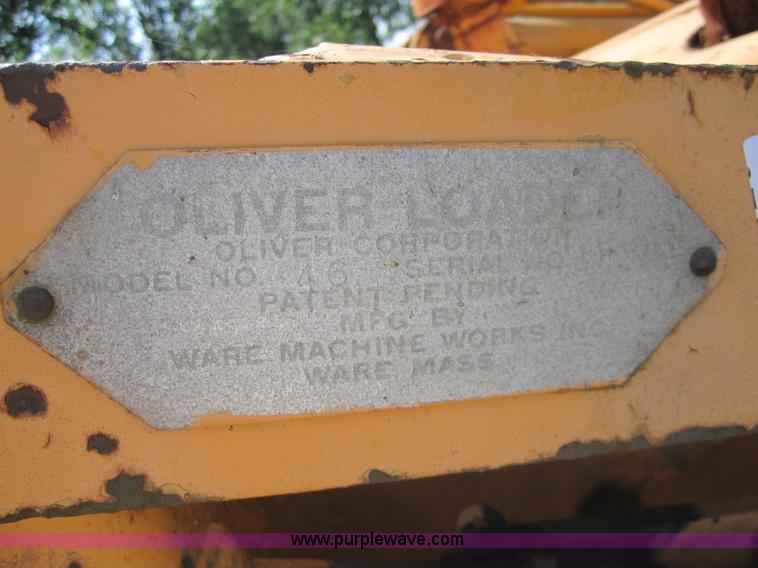 OLIVER LOADER
OLIVER CORPORATION
MODEL NO. 46 SERIAL NO.
PATENT PENDING
MFG BY
WARE MACHINE WORKS INC.
WARE MASS.
www.purplewave.com